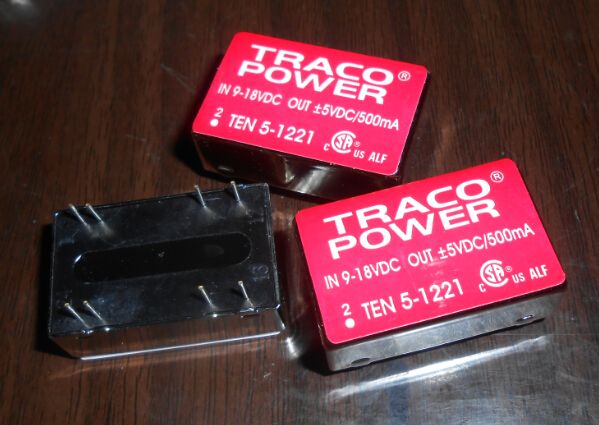 TRACO
POWER®
IN 9-18VDC OUT ±5VDC/500mA
2 TEN 5-1221 C US ALF
TRACO
POWER®
IN 9-18VDC OUT ±5VDC/500mA
2 TEN 5-1221 C US ALF